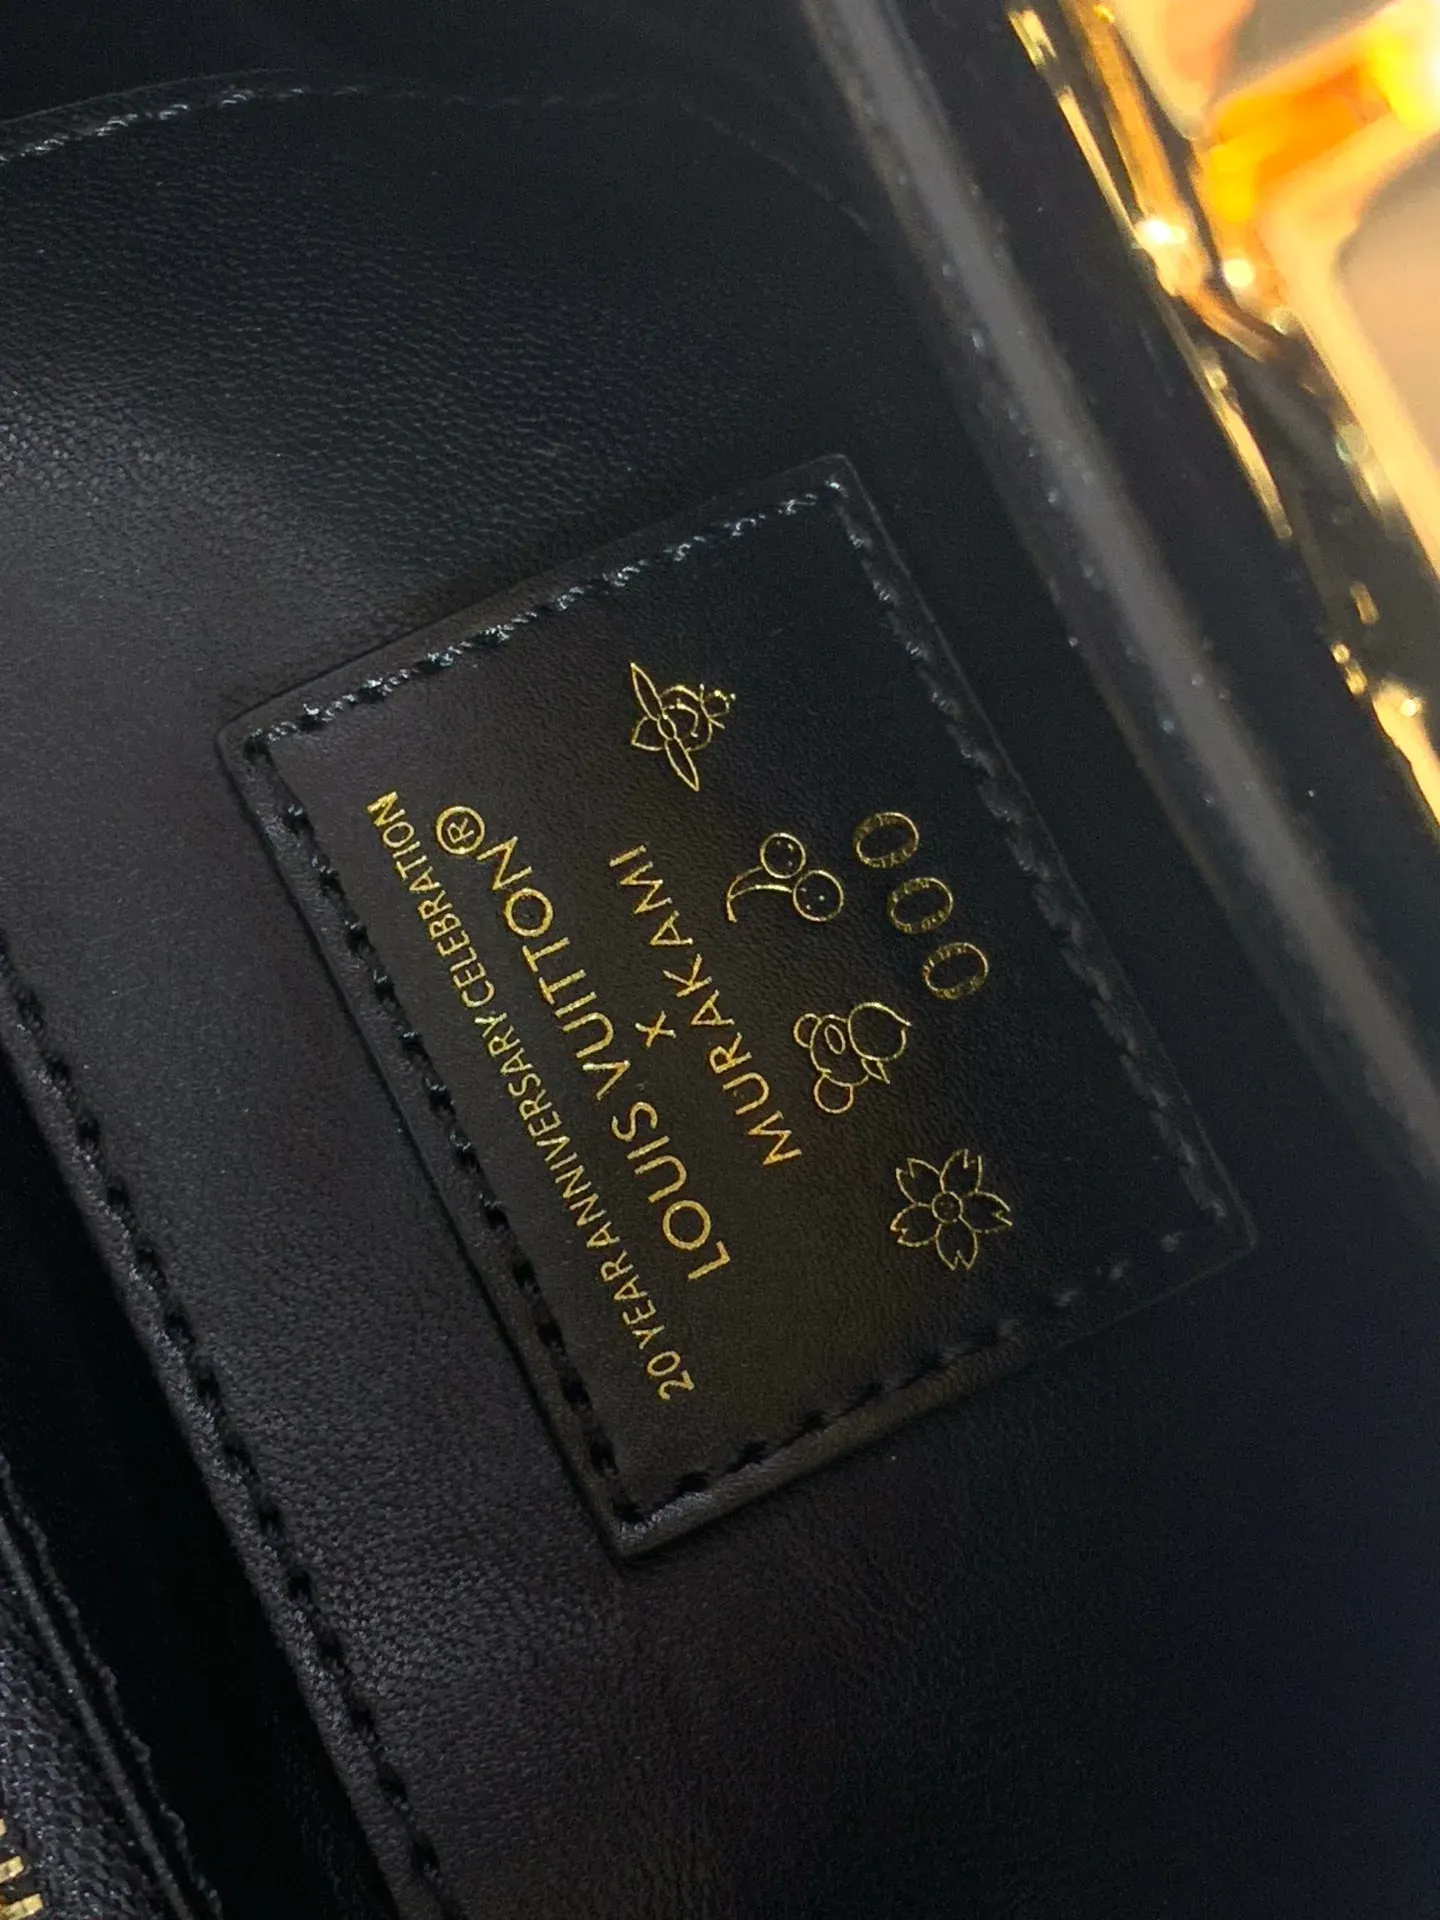 20 YEAR ANNIVERSARY CELEBRATION
LOUIS VUITTON®
X
MURAKAMI